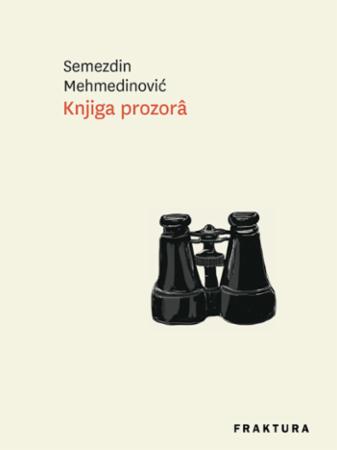 Semezdin
Mehmedinović
Knjiga prozorâ
FRAKTURA